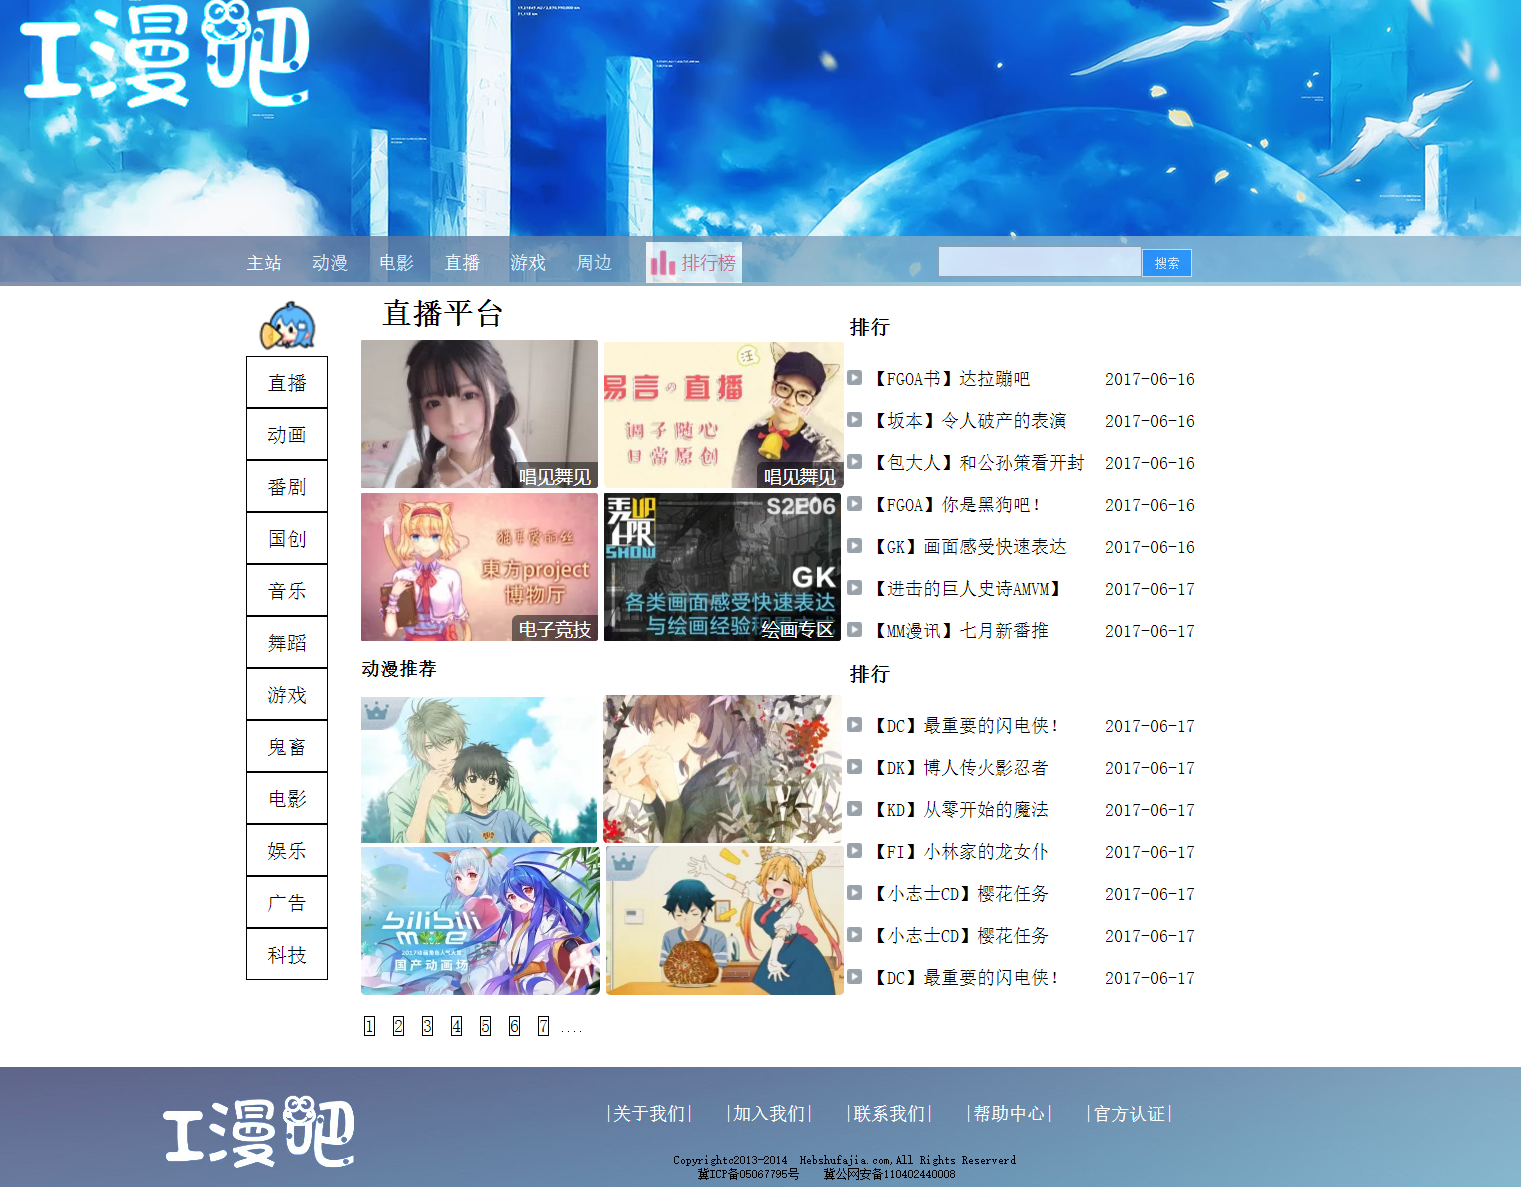 工漫吧
主站 动漫 电影 直播 游戏 周边 排行榜 搜索
直播平台
直播
动画
番剧
国创
音乐
舞蹈
游戏
鬼畜
电影
娱乐
广告
科技
唱见舞见
汪
易言の直播
调子随心
日常原创
唱见舞见
東方project
博物厅
电子竞技
UP
SHOW
S2E06
GK
各类画面感受快速表达
绘画专区
排行
【FGOA书】达拉蹦吧 2017-06-16
【坂本】令人破产的表演 2017-06-16
【包大人】和公孙策看开封 2017-06-16
【FGOA】你是黑狗吧! 2017-06-16
【GK】画面感受快速表达 2017-06-16
【进击的巨人史诗AMVM】 2017-06-17
【MM漫讯】七月新番推 2017-06-17
动漫推荐
bilibili
moe
国产动画场
排行
【DC】最重要的闪电侠! 2017-06-17
【DK】博人传火影忍者 2017-06-17
【KD】从零开始的魔法 2017-06-17
【FI】小林家的龙女仆 2017-06-17
【小志士CD】樱花任务 2017-06-17
【小志士CD】樱花任务 2017-06-17
【DC】最重要的闪电侠! 2017-06-17
1 2 3 4 5 6 7 ....
工漫吧
|关于我们| |加入我们| |联系我们| |帮助中心| |官方认证|
Copyrightc2013-2014 Hebshufajia.com,All Rights Reserverd
冀ICP备05067795号 冀公网安备110402440008